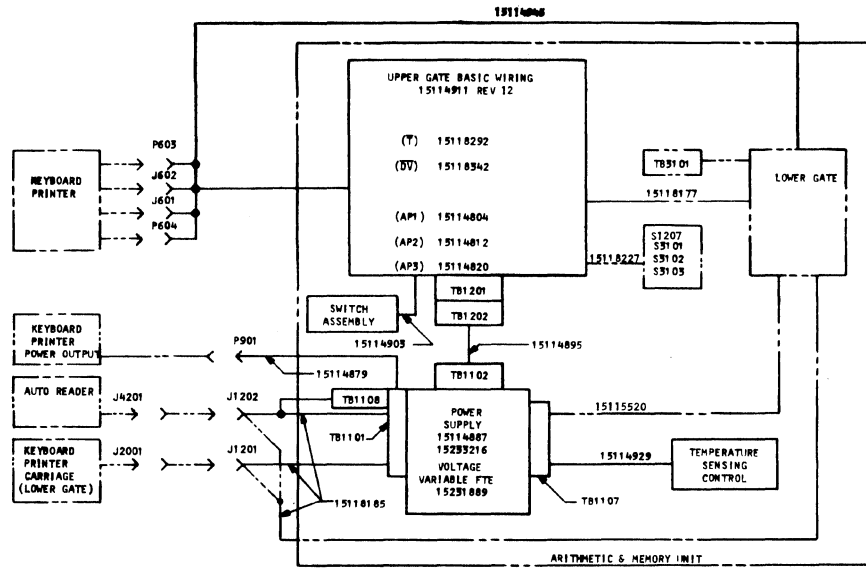 15114845
UPPER GATE BASIC WIRING
15114911 REV 12
(T) 15118292
(DV) 15118342
(AP1) 15114804
(AP2) 15114812
(AP3) 15114820
P603
J602
J601
P604
KEYBOARD
PRINTER
TB3101
LOWER GATE
15118177
S1207
S3101
S3102
S3103
15118227
TB1201
TB1202
SWITCH
ASSEMBLY
15114903
15114895
KEYBOARD
PRINTER
POWER OUTPUT
P901
15114879
TB1102
AUTO READER
J4201
J1202
TB1108
TB1101
POWER
SUPPLY
15114887
15233216
VOLTAGE
VARIABLE FTE
15231889
15115520
KEYBOARD
PRINTER
CARRIAGE
(LOWER GATE)
J2001
J1201
15118185
15114929
TEMPERATURE
SENSING
CONTROL
TB1107
ARITHMETIC & MEMORY UNIT